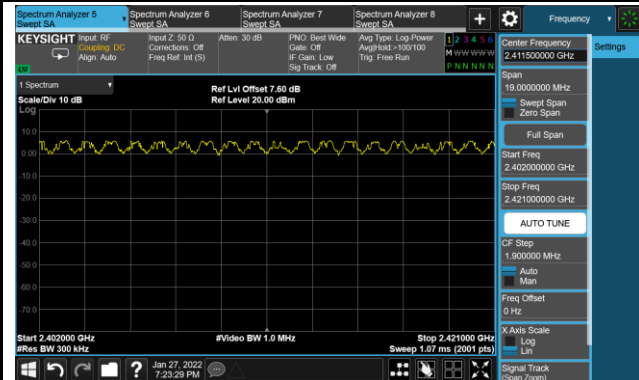 Spectrum Analyzer 5
Swept SA
Spectrum Analyzer 6
Swept SA
Spectrum Analyzer 7
Swept SA
Spectrum Analyzer 8
Swept SA
+
Frequency
KEYSIGHT
Input: RF
Coupling: DC
Align: Auto
Input Z: 50 Ω
Corrections: Off
Freq Ref: Int (S)
Atten: 30 dB
PNO: Best Wide
Gate: Off
IF Gain: Low
Sig Track: Off
Avg Type: Log-Power
Avg|Hold:>100/100
Trig: Free Run
1 2 3 4 5 6
M W W W W W
P N N N N N
Center Frequency
2.411500000 GHz
Settings
Span
19.0000000 MHz
Swept Span
Zero Span
Full Span
Start Freq
2.402000000 GHz
Stop Freq
2.421000000 GHz
AUTO TUNE
CF Step
1.900000 MHz
Auto
Man
Freq Offset
0 Hz
X Axis Scale
Log
Lin
Signal Track
(Span Zoom)
1 Spectrum
Scale/Div 10 dB
Ref Lvl Offset 7.60 dB
Ref Level 20.00 dBm
Log
10.0
0.00
-10.0
-20.0
-30.0
-40.0
-50.0
-60.0
-70.0
Start 2.402000 GHz
#Res BW 300 kHz
#Video BW 1.0 MHz
Stop 2.421000 GHz
Sweep 1.07 ms (2001 pts)
?
Jan 27, 2022
7:23:29 PM